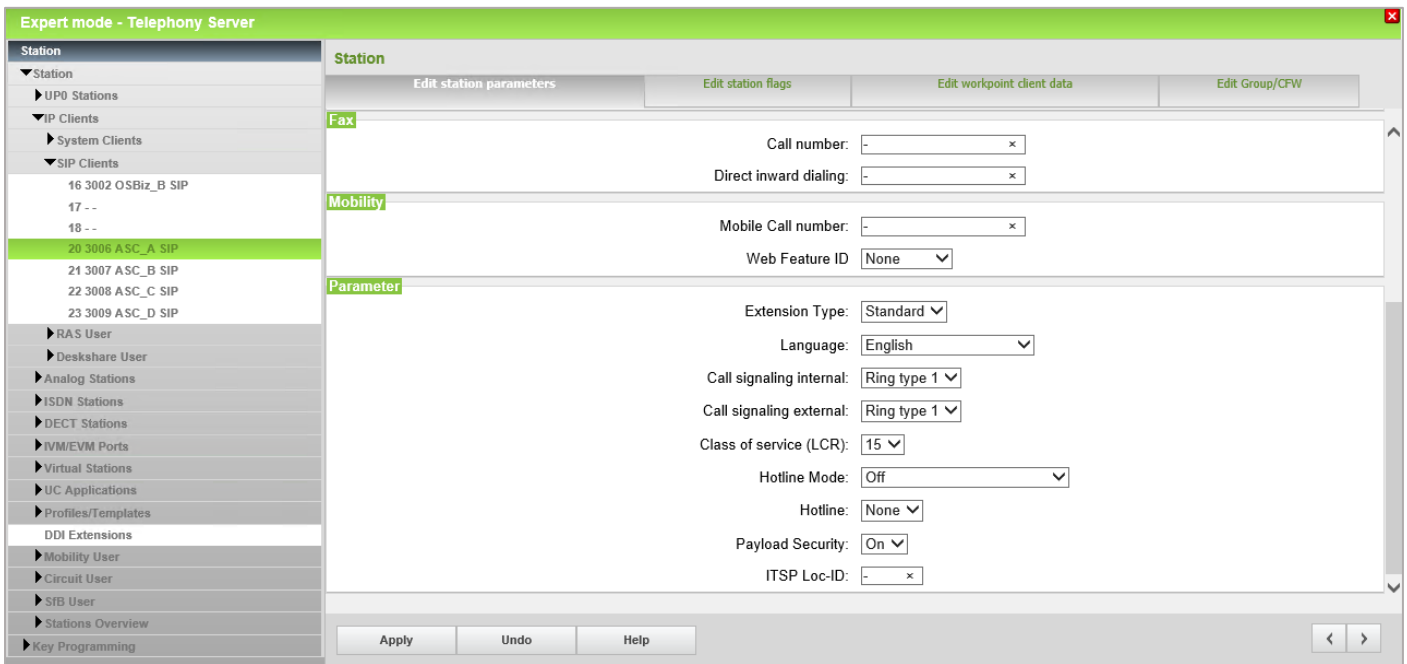 Expert mode - Telephony Server
Station
Station
UP0 Stations
IP Clients
System Clients
SIP Clients
16 3002 OSBiz_B SIP
17 - -
18 - -
20 3006 ASC_A SIP
21 3007 ASC_B SIP
22 3008 ASC_C SIP
23 3009 ASC_D SIP
RAS User
Deskshare User
Analog Stations
ISDN Stations
DECT Stations
IVM/EVM Ports
Virtual Stations
UC Applications
Profiles/Templates
DDI Extensions
Mobility User
Circuit User
SfB User
Stations Overview
Key Programming
Station
Edit station parameters Edit station flags Edit workpoint client data Edit Group/CFW
Fax
Call number: - ×
Direct inward dialing: - ×
Mobility
Mobile Call number: - ×
Web Feature ID None
Parameter
Extension Type: Standard
Language: English
Call signaling internal: Ring type 1
Call signaling external: Ring type 1
Class of service (LCR): 15
Hotline Mode: Off
Hotline: None
Payload Security: On
ITSP Loc-ID: - ×
Apply Undo Help